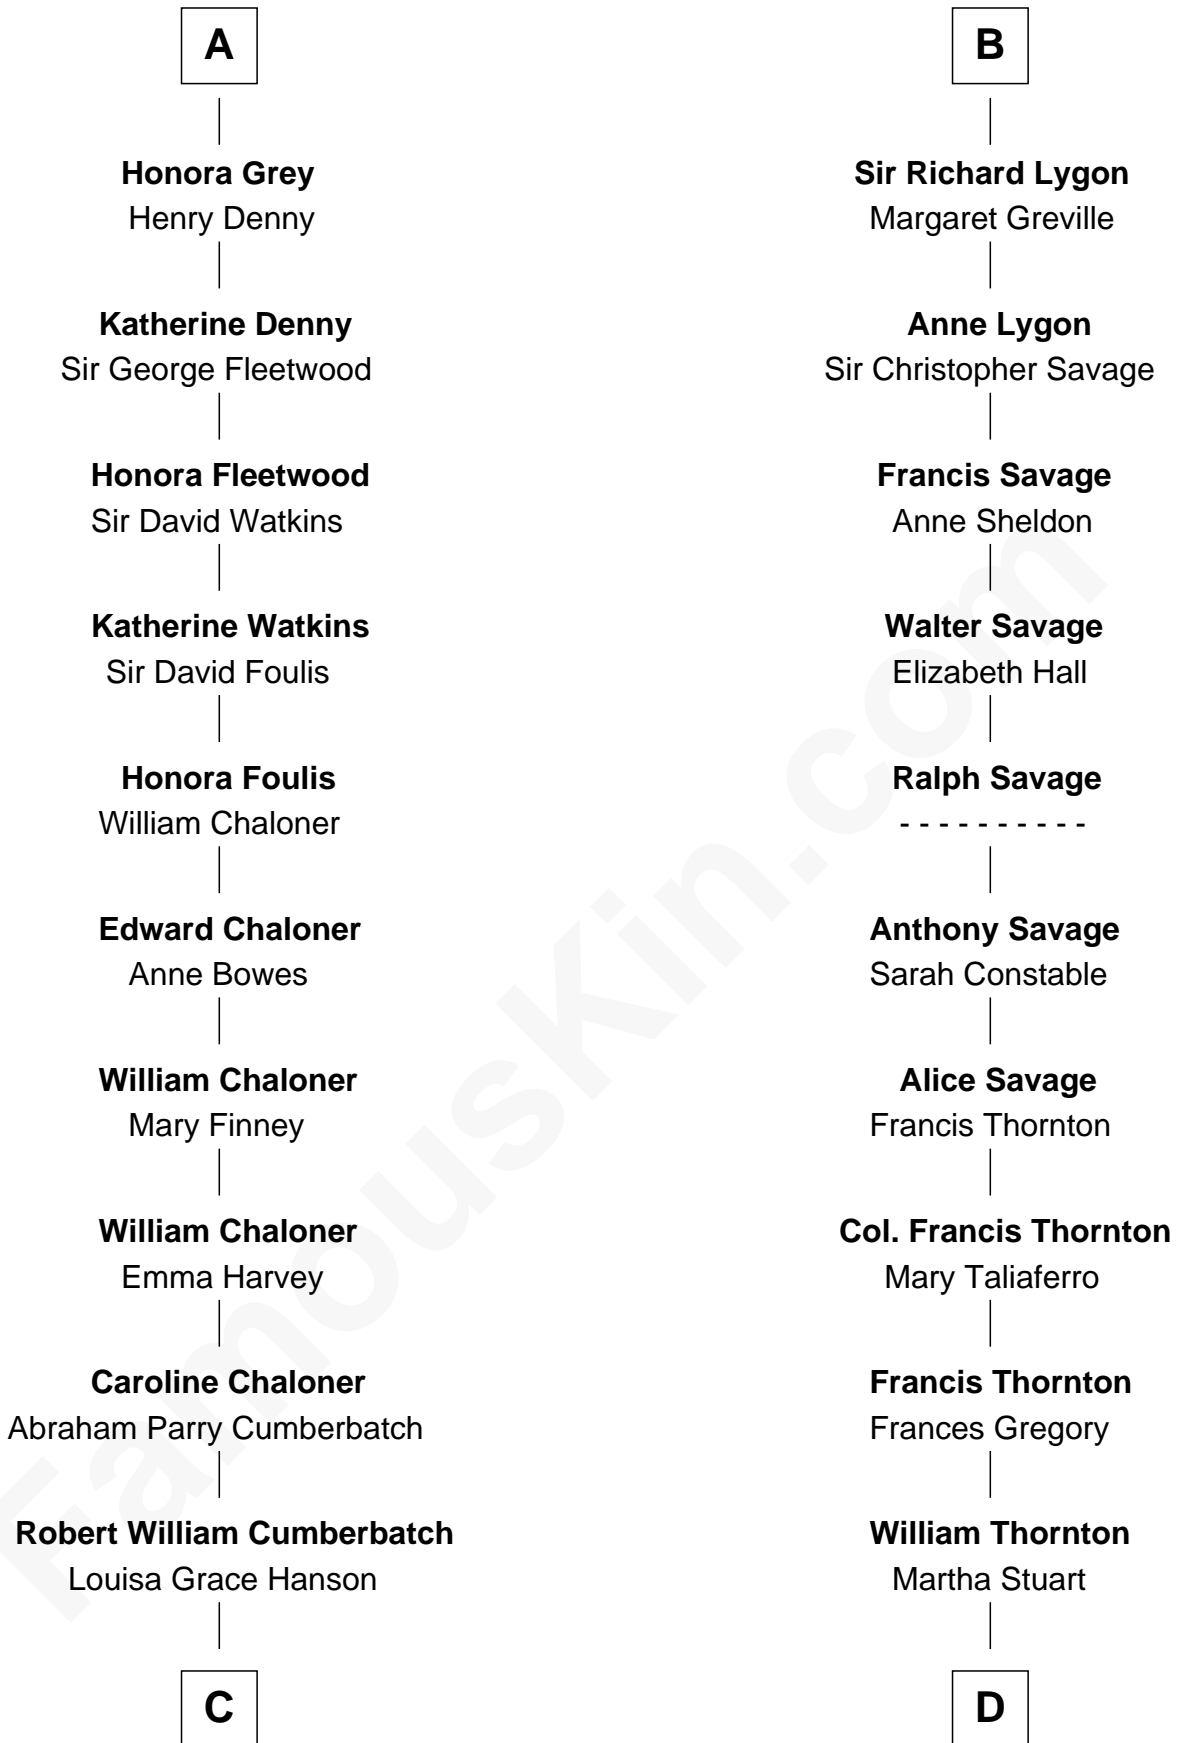 A
Honora Grey
Henry Denny
Katherine Denny
Sir George Fleetwood
Honora Fleetwood
Sir David Watkins
Katherine Watkins
Sir David Foulis
Honora Foulis
William Chaloner
Edward Chaloner
Anne Bowes
William Chaloner
Mary Finney
William Chaloner
Emma Harvey
Caroline Chaloner
Abraham Parry Cumberbatch
Robert William Cumberbatch
Louisa Grace Hanson
C
B
Sir Richard Lygon
Margaret Greville
Anne Lygon
Sir Christopher Savage
Francis Savage
Anne Sheldon
Walter Savage
Elizabeth Hall
Ralph Savage
- - - - - - - - - -
Anthony Savage
Sarah Constable
Alice Savage
Francis Thornton
Col. Francis Thornton
Mary Taliaferro
Francis Thornton
Frances Gregory
William Thornton
Martha Stuart
D
FamousKin.com